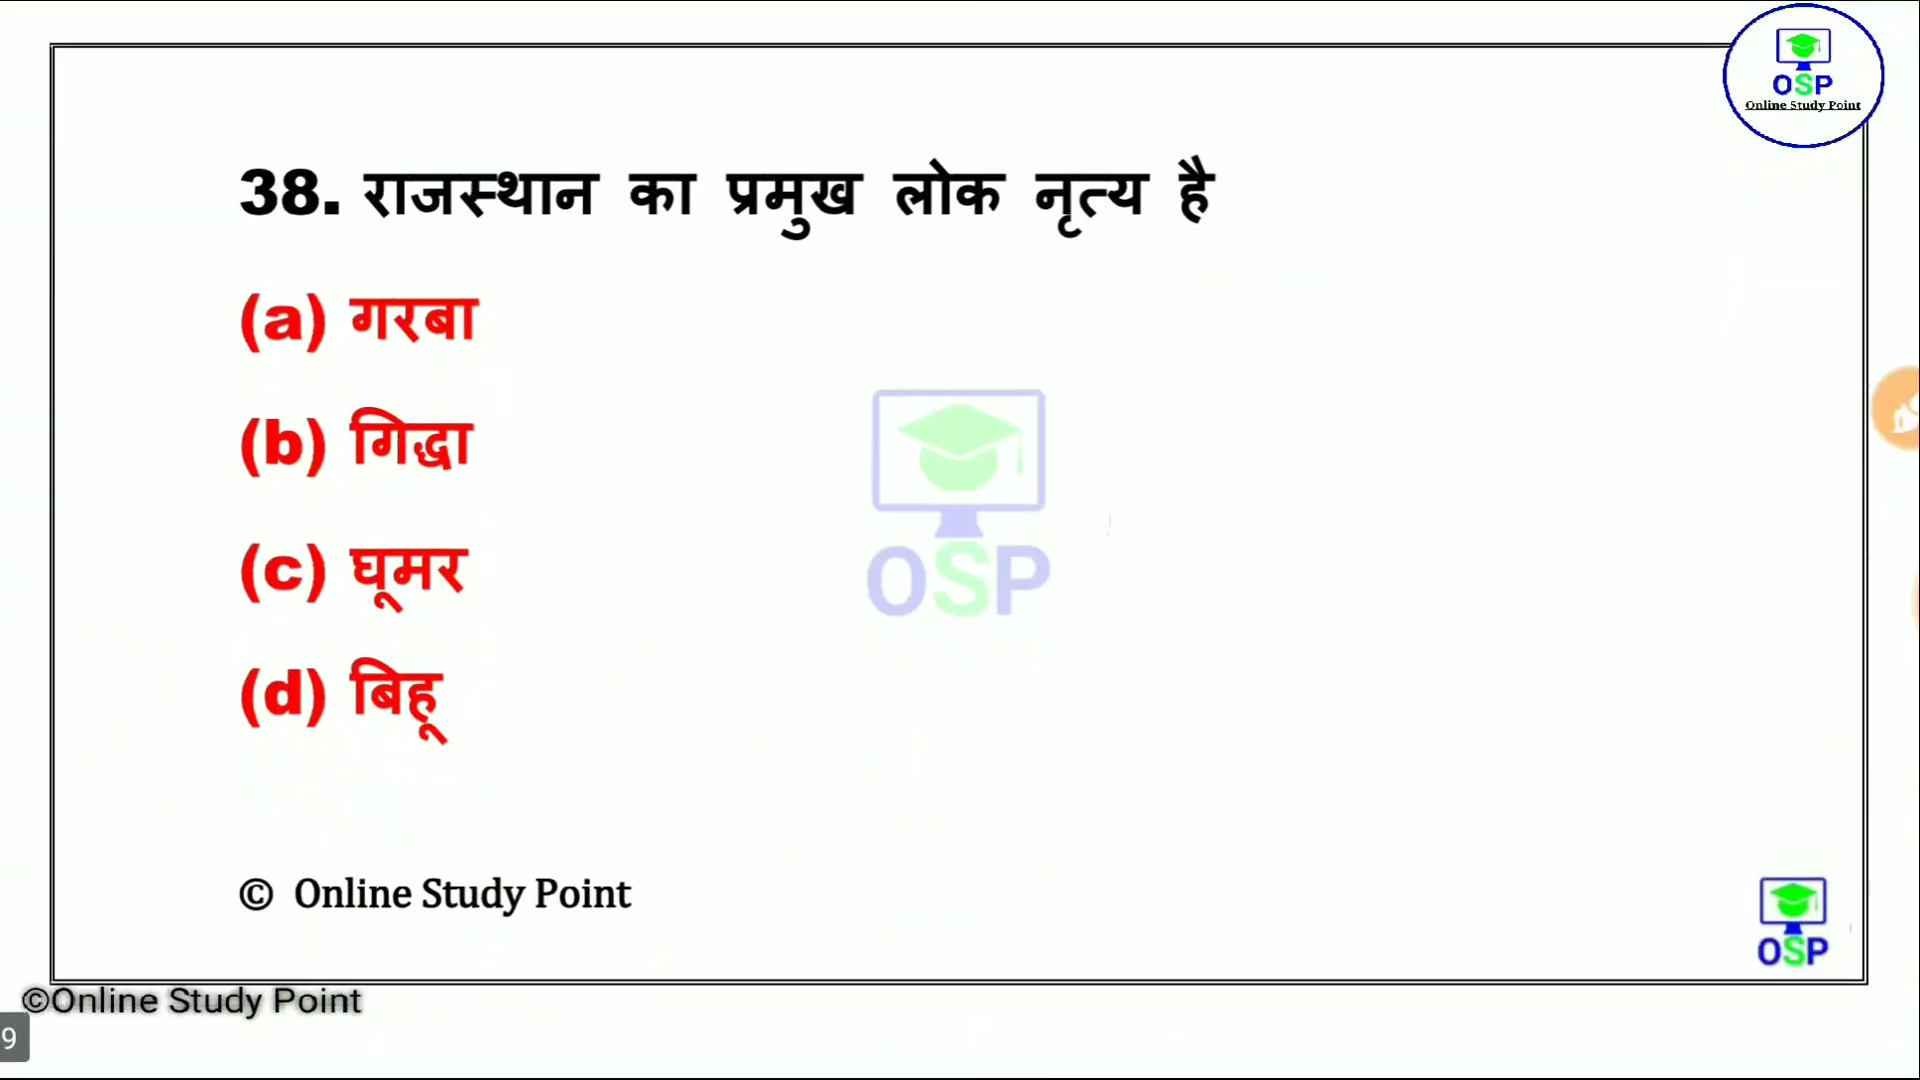 OSP
Online Study Point
38. राजस्थान का प्रमुख लोक नृत्य है
(a) गरबा
(b) गिद्धा
(c) घूमर
(d) बिहू
OSP
© Online Study Point
OSP
©Online Study Point
9